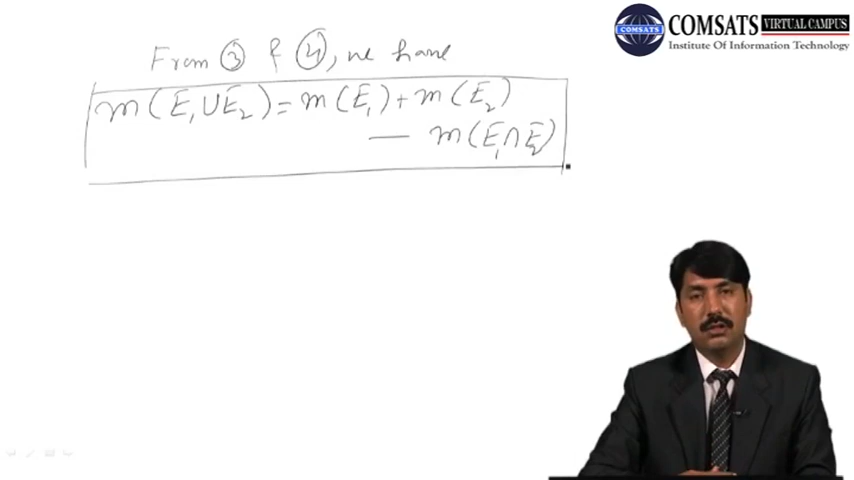 COMSATS VIRTUAL CAMPUS
COMSATS
Institute Of Information Technology
From ③ & ④, we have
m(E₁∪E₂) = m(E₁) + m(E₂)
— m(E₁∩E₂)